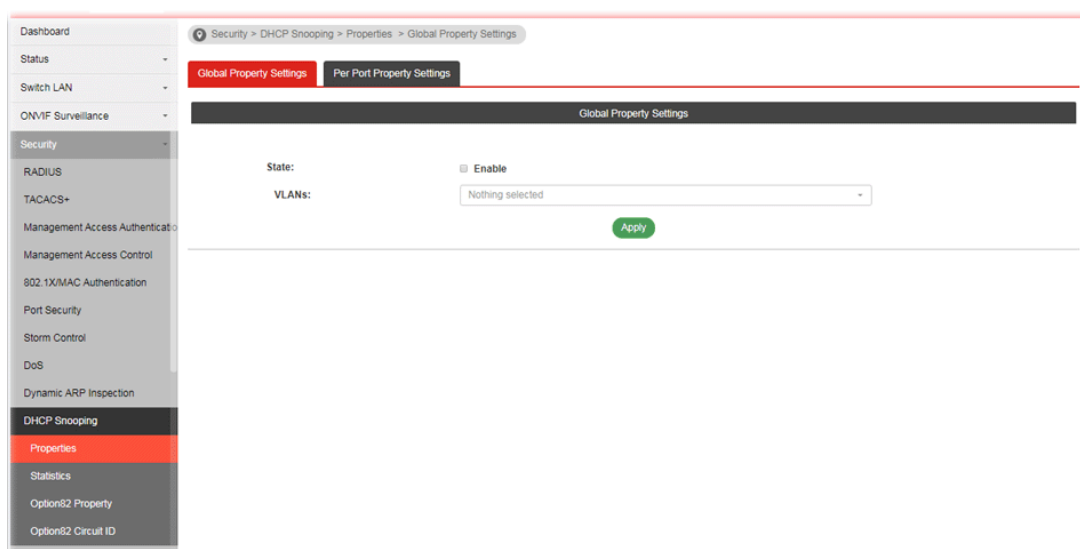 Dashboard
Status
Switch LAN
ONVIF Surveillance
Security
RADIUS
TACACS+
Management Access Authenticatio
Management Access Control
802.1X/MAC Authentication
Port Security
Storm Control
DoS
Dynamic ARP Inspection
DHCP Snooping
Properties
Statistics
Option82 Property
Option82 Circuit ID
Security > DHCP Snooping > Properties > Global Property Settings
Global Property Settings
Per Port Property Settings
Global Property Settings
State: Enable
VLANs: Nothing selected
Apply